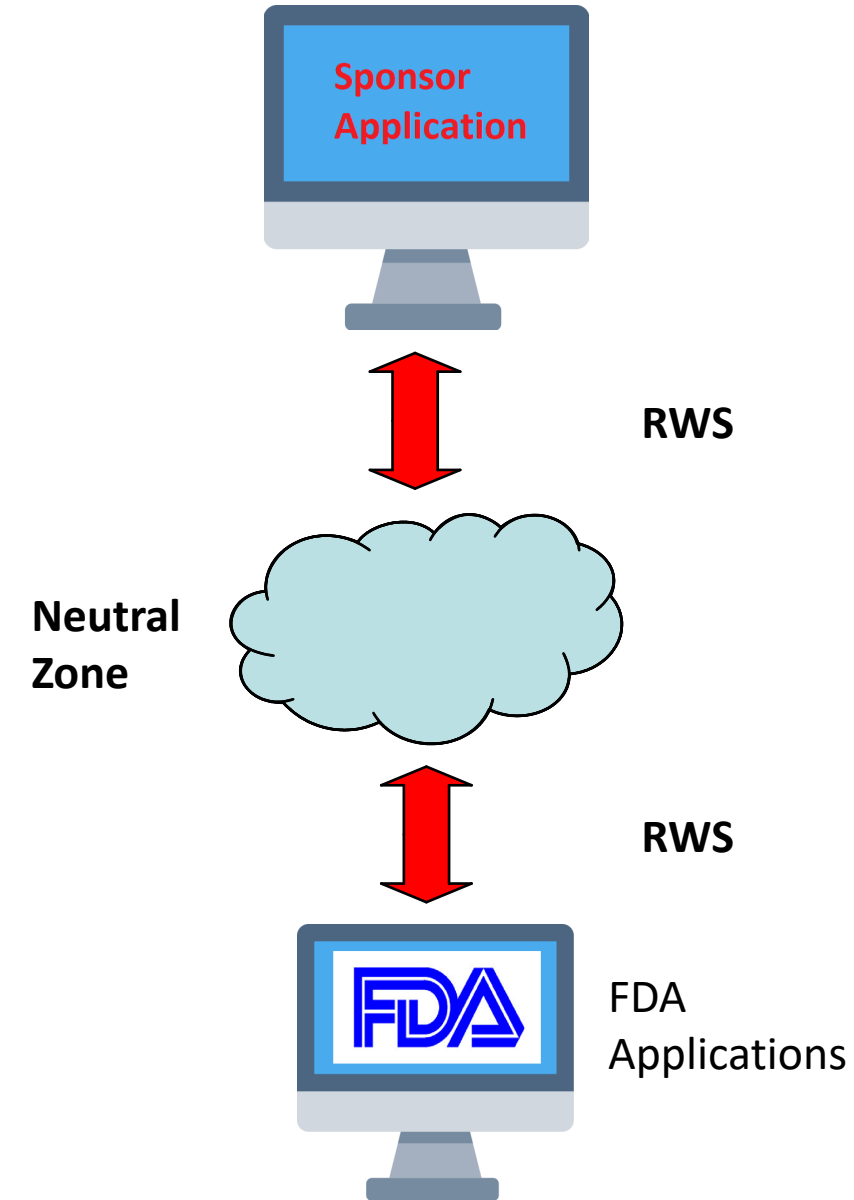 Sponsor
Application
RWS
Neutral
Zone
RWS
FDA
FDA
Applications